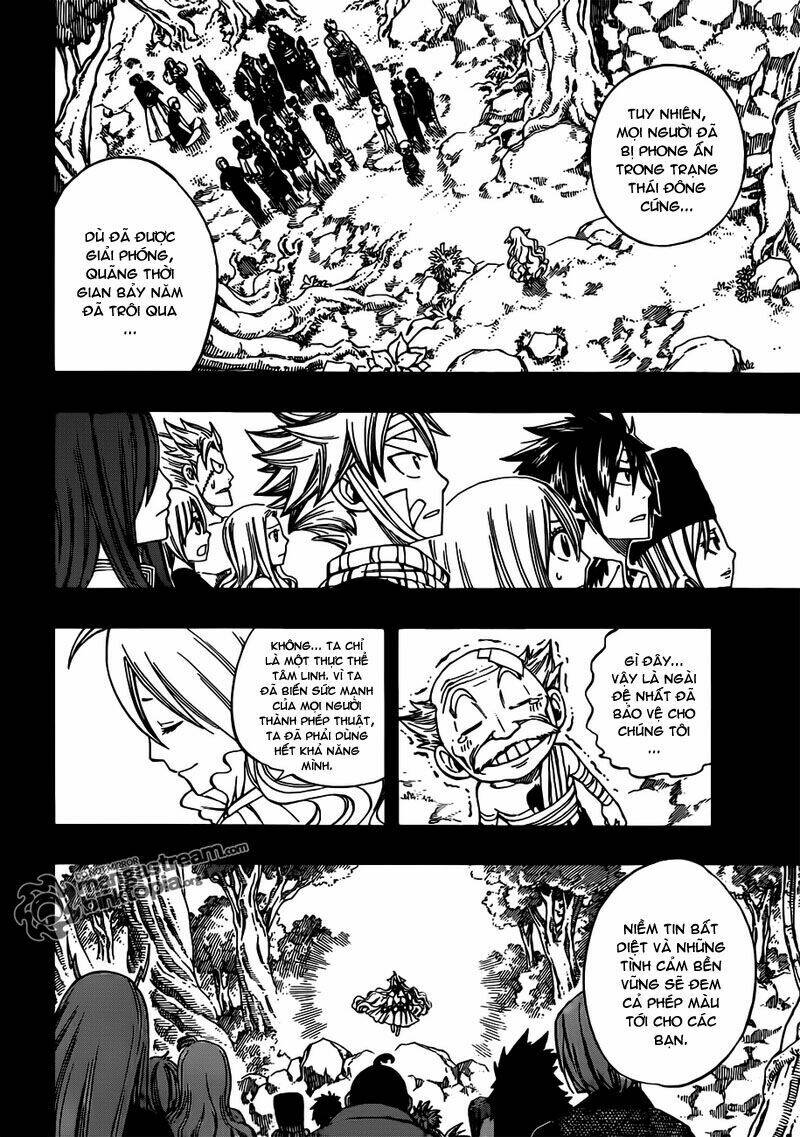 TUY NHIÊN,
MỌI NGƯỜI ĐÃ
BỊ PHONG ẤN
TRONG TRẠNG
THÁI ĐÔNG
CỨNG...
DÙ ĐÃ ĐƯỢC
GIẢI PHÓNG,
QUÃNG THỜI
GIAN BẢY NĂM
ĐÃ TRÔI QUA
...
KHÔNG... TA CHỈ
LÀ MỘT THỰC THỂ
TÂM LINH. VÌ TA
ĐÃ BIẾN SỨC MẠNH
CỦA MỌI NGƯỜI
THÀNH PHÉP THUẬT,
TA ĐÃ PHẢI DÙNG
HẾT KHẢ NĂNG
MÌNH.
GÌ ĐÂY...
VẬY LÀ NGÀI
ĐỆ NHẤT ĐÃ
BẢO VỆ CHO
CHÚNG TÔI
...
mangastream.com
binktopia.org
NIỀM TIN BẤT
DIỆT VÀ NHỮNG
TÌNH CẢM BỀN
VỮNG SẼ ĐEM
CẢ PHÉP MÀU
TỚI CHO CÁC
BẠN.